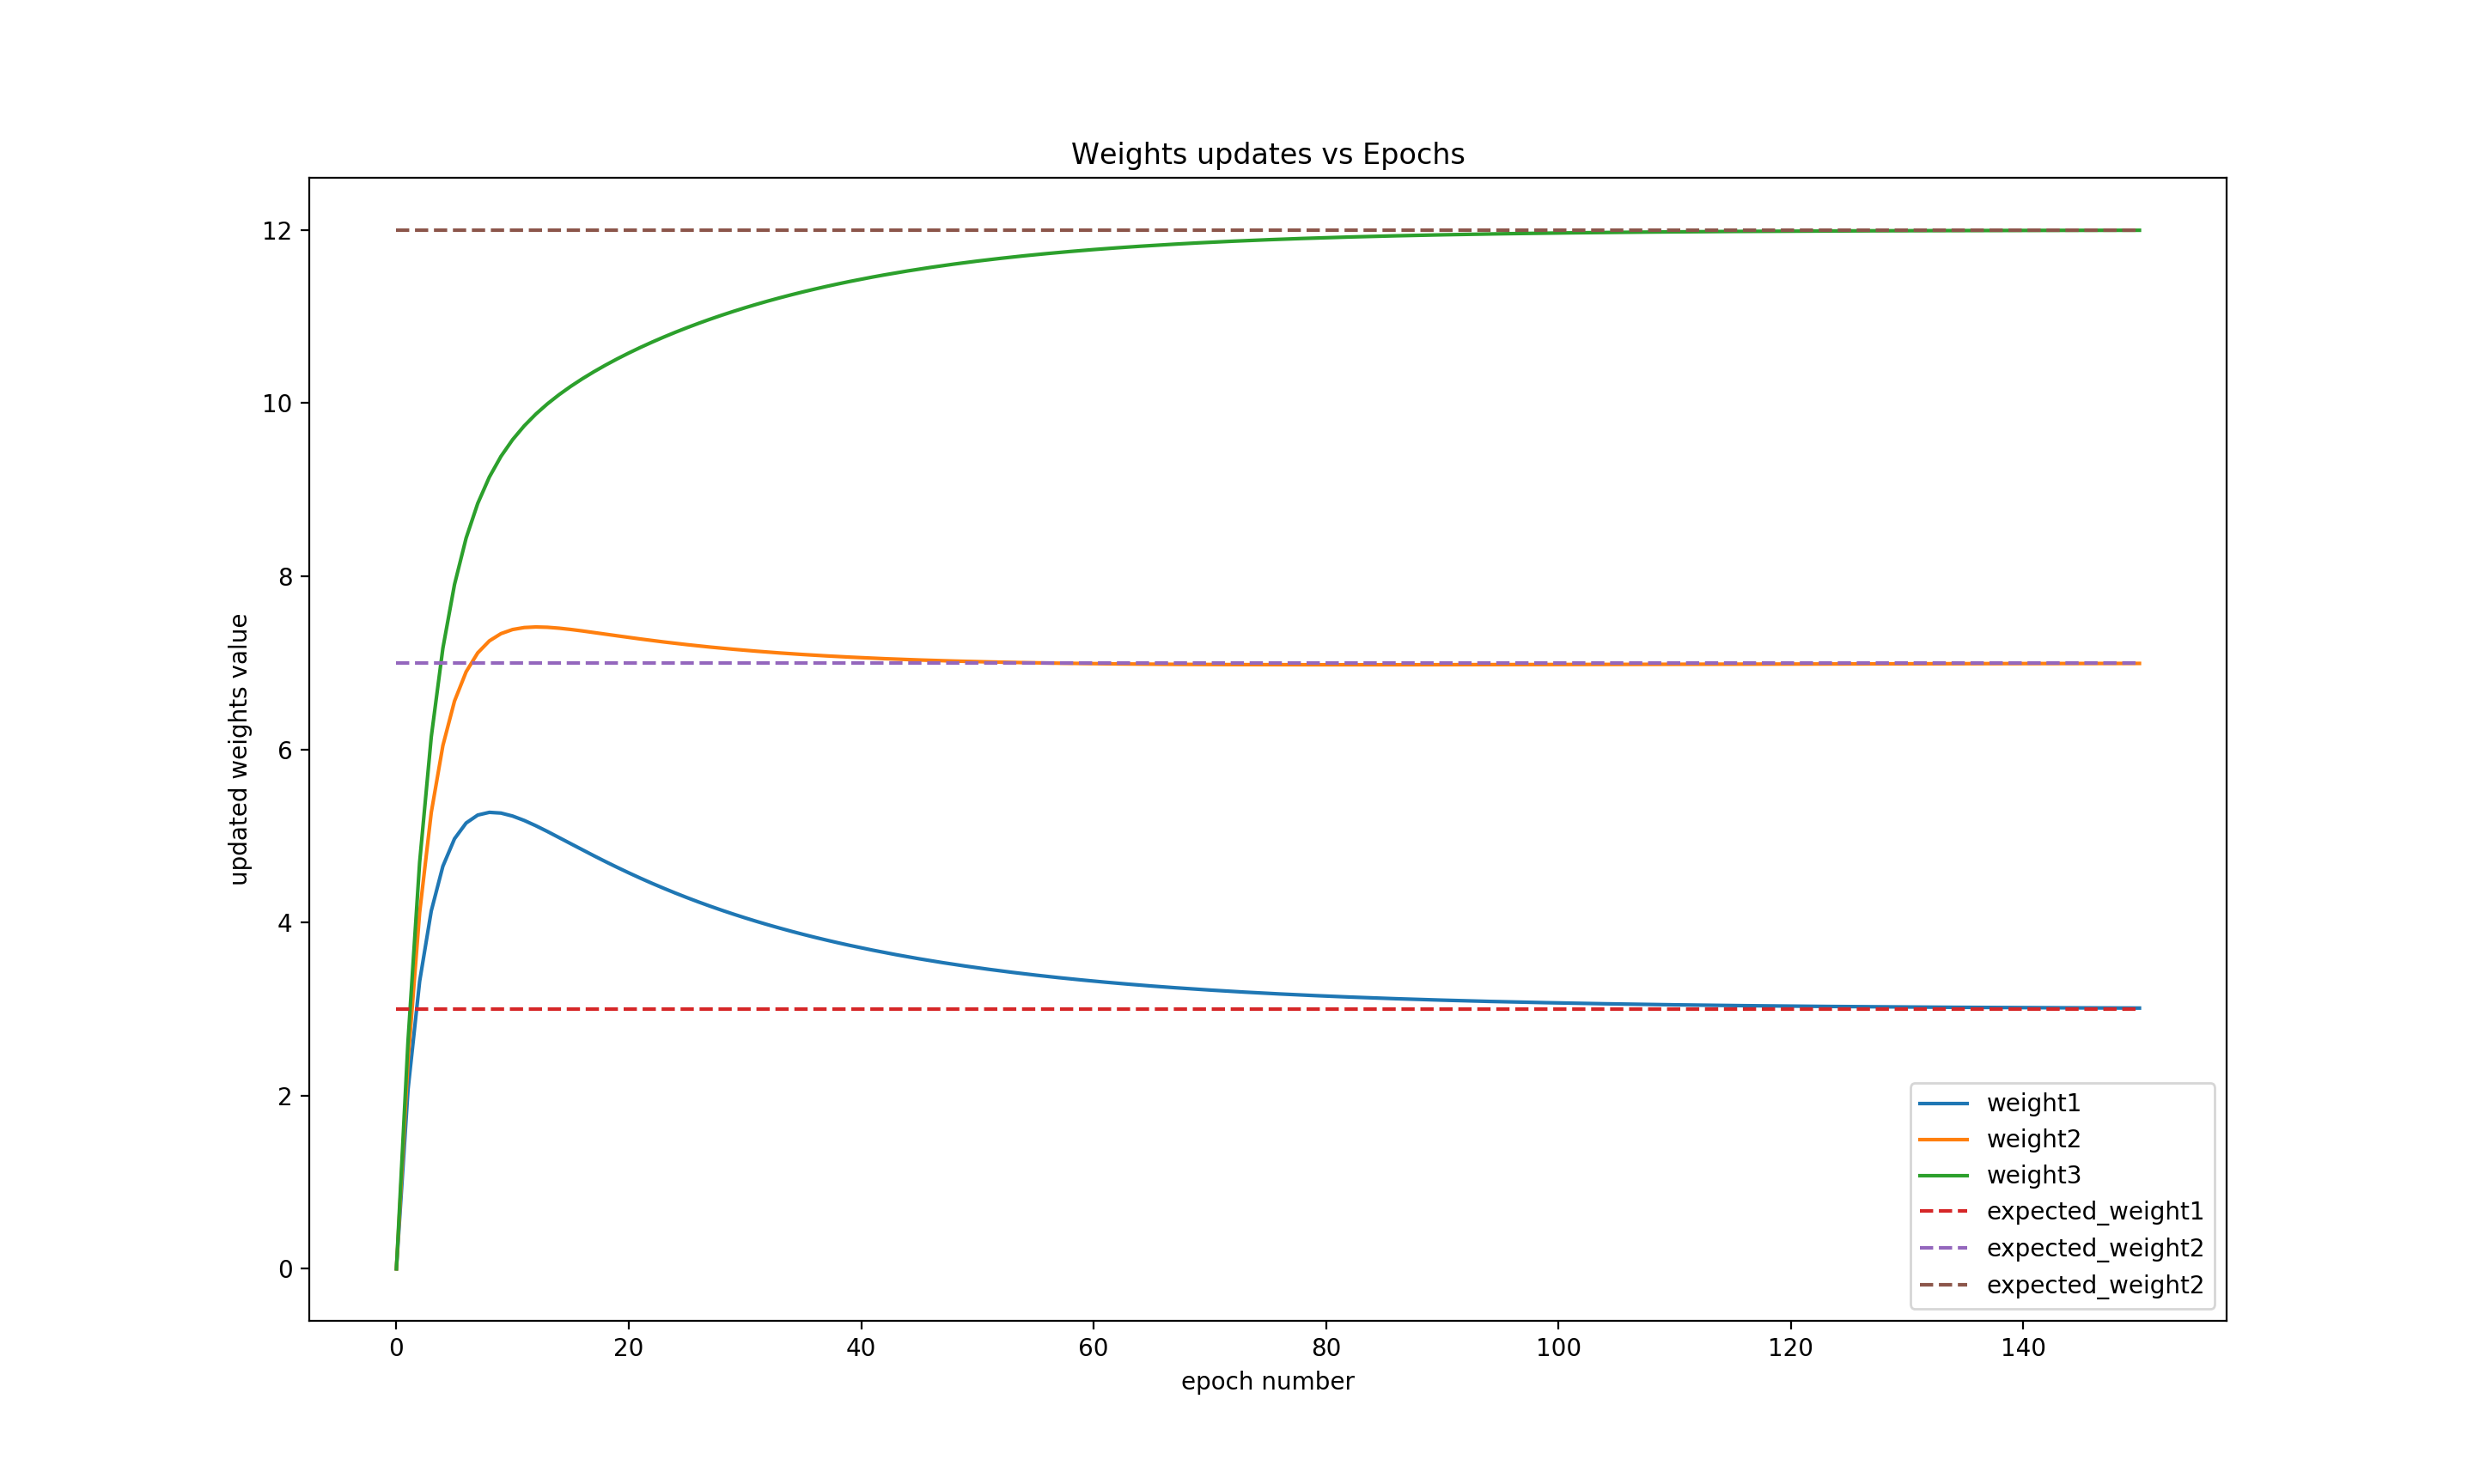 Weights updates vs Epochs
12
10
8
6
4
2
0
updated weights value
0 20 40 60 80 100 120 140
epoch number
weight1
weight2
weight3
expected_weight1
expected_weight2
expected_weight2